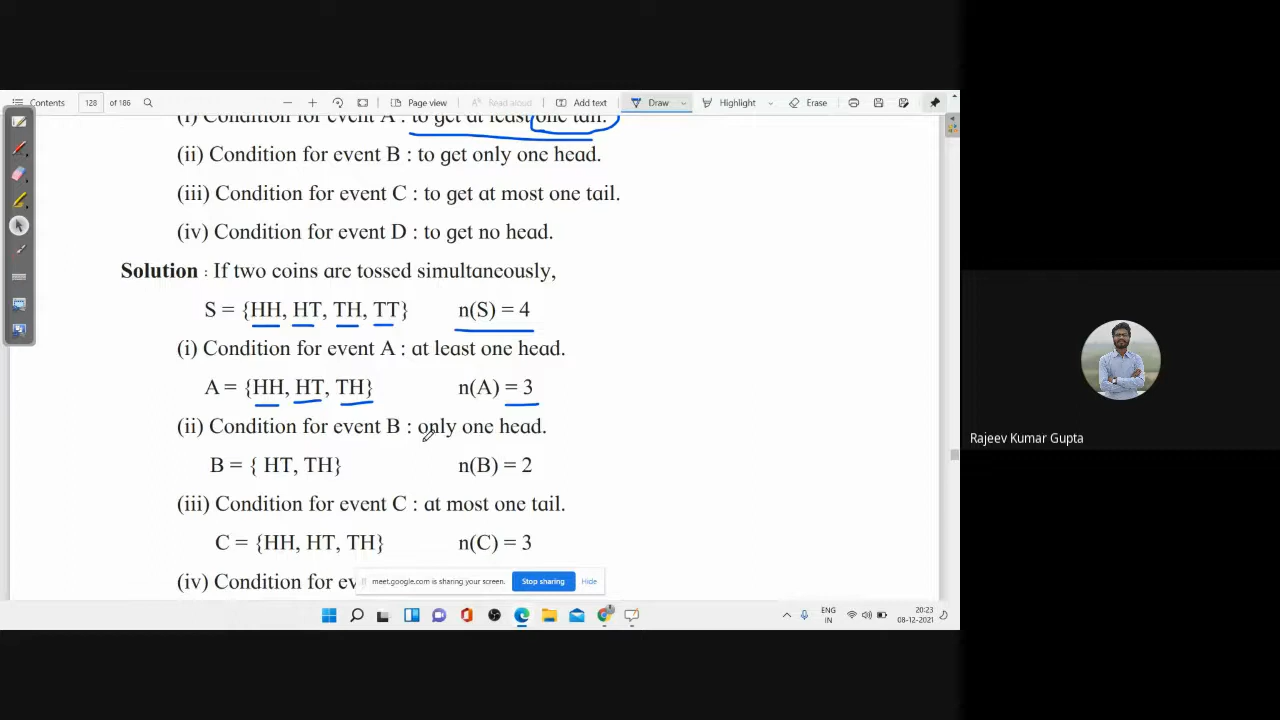 Contents 128 of 186 Page view Read aloud Add text Draw Highlight Erase
(i) Condition for event A : to get at least one tail.
(ii) Condition for event B : to get only one head.
(iii) Condition for event C : to get at most one tail.
(iv) Condition for event D : to get no head.
Solution : If two coins are tossed simultaneously,
S = {HH, HT, TH, TT} n(S) = 4
(i) Condition for event A : at least one head.
A = {HH, HT, TH} n(A) = 3
Rajeev Kumar Gupta
(ii) Condition for event B : only one head.
B = { HT, TH} n(B) = 2
(iii) Condition for event C : at most one tail.
C = {HH, HT, TH} n(C) = 3
(iv) Condition for ev
meet.google.com is sharing your screen. Stop sharing Hide
ENG 20:23
IN 08-12-2021